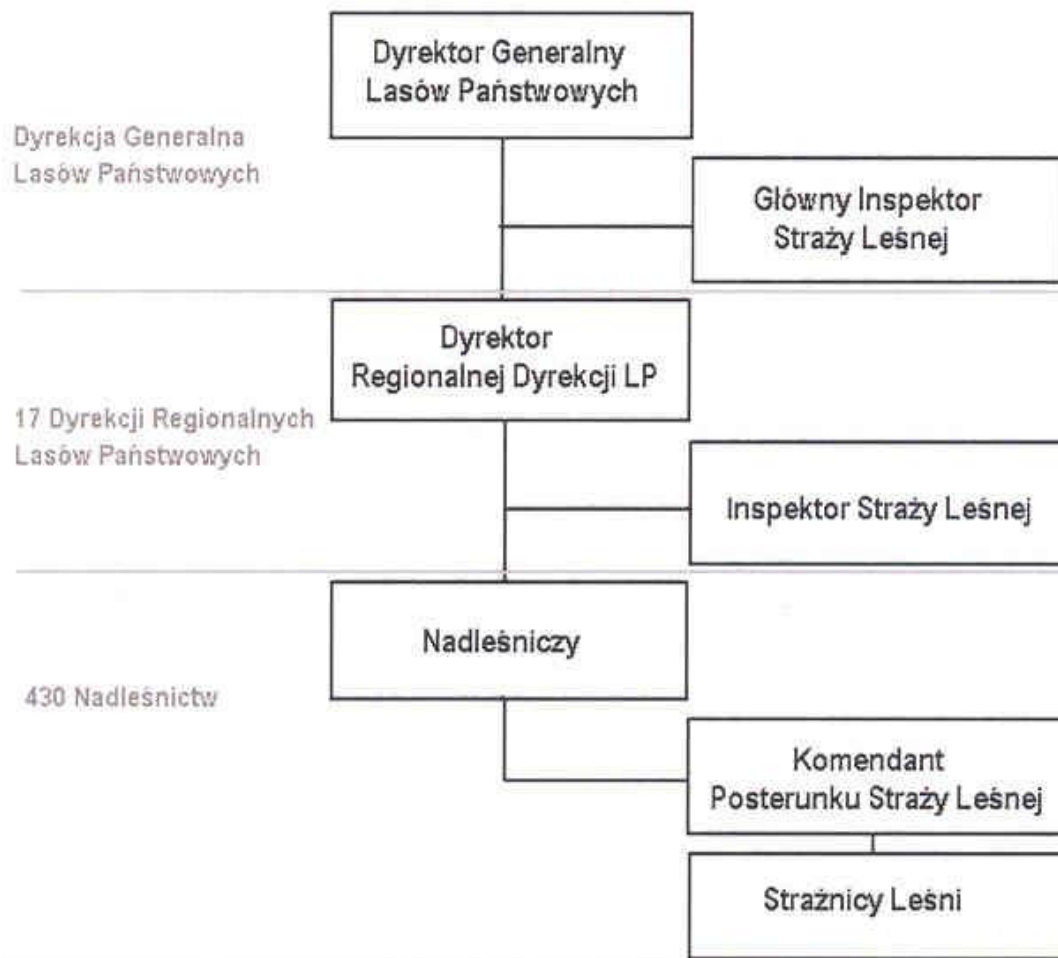 Dyrektor Generalny
Lasów Państwowych
Dyrekcja Generalna
Lasów Państwowych
Główny Inspektor
Straży Leśnej
Dyrektor
Regionalnej Dyrekcji LP
17 Dyrekcji Regionalnych
Lasów Państwowych
Inspektor Straży Leśnej
Nadleśniczy
430 Nadleśnictw
Komendant
Posterunku Straży Leśnej
Strażnicy Leśni